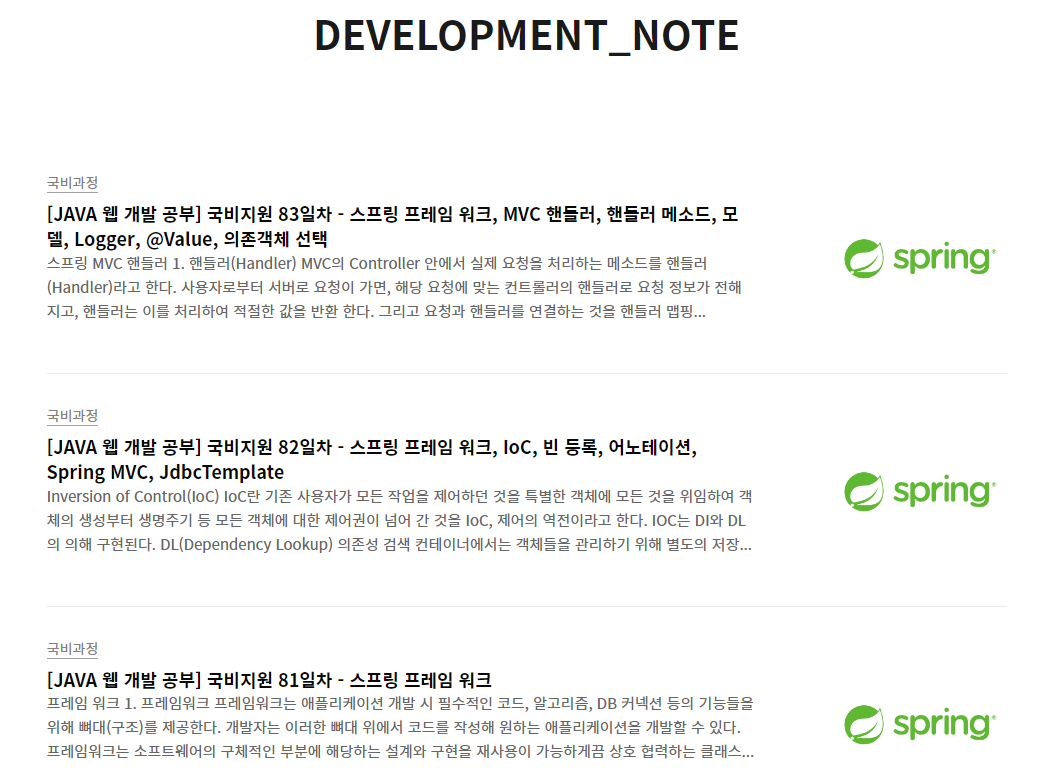 DEVELOPMENT_NOTE
국비과정
[JAVA 웹 개발 공부] 국비지원 83일차 - 스프링 프레임 워크, MVC 핸들러, 핸들러 메소드, 모
델, Logger, @Value, 의존객체 선택
스프링 MVC 핸들러 1. 핸들러(Handler) MVC의 Controller 안에서 실제 요청을 처리하는 메소드를 핸들러
(Handler)라고 한다. 사용자로부터 서버로 요청이 가면, 해당 요청에 맞는 컨트롤러의 핸들러로 요청 정보가 전해
지고, 핸들러는 이를 처리하여 적절한 값을 반환 한다. 그리고 요청과 핸들러를 연결하는 것을 핸들러 맵핑...
spring
국비과정
[JAVA 웹 개발 공부] 국비지원 82일차 - 스프링 프레임 워크, IoC, 빈 등록, 어노테이션,
Spring MVC, JdbcTemplate
Inversion of Control(IoC) IoC란 기존 사용자가 모든 작업을 제어하던 것을 특별한 객체에 모든 것을 위임하여 객
체의 생성부터 생명주기 등 모든 객체에 대한 제어권이 넘어 간 것을 IoC, 제어의 역전이라고 한다. IOC는 DI와 DL
의 의해 구현된다. DL(Dependency Lookup) 의존성 검색 컨테이너에서는 객체들을 관리하기 위해 별도의 저장...
spring
국비과정
[JAVA 웹 개발 공부] 국비지원 81일차 - 스프링 프레임 워크
프레임 워크 1. 프레임워크 프레임워크는 애플리케이션 개발 시 필수적인 코드, 알고리즘, DB 커넥션 등의 기능들을
위해 뼈대(구조)를 제공한다. 개발자는 이러한 뼈대 위에서 코드를 작성해 원하는 애플리케이션을 개발할 수 있다.
프레임워크는 소프트웨어의 구체적인 부분에 해당하는 설계와 구현을 재사용이 가능하게끔 상호 협력하는 클래스...
spring